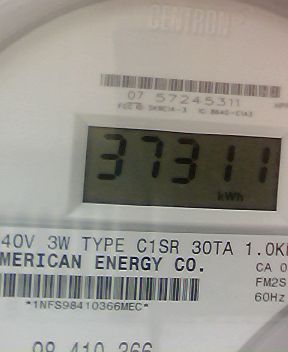 CENTRON
07 57245311
37311
kWh
40V 3W TYPE C1SR 30TA 1.0K
MERICAN ENERGY CO.
CA 0
FM2S
60Hz
*1NFS98410366MEC*
98 410 366